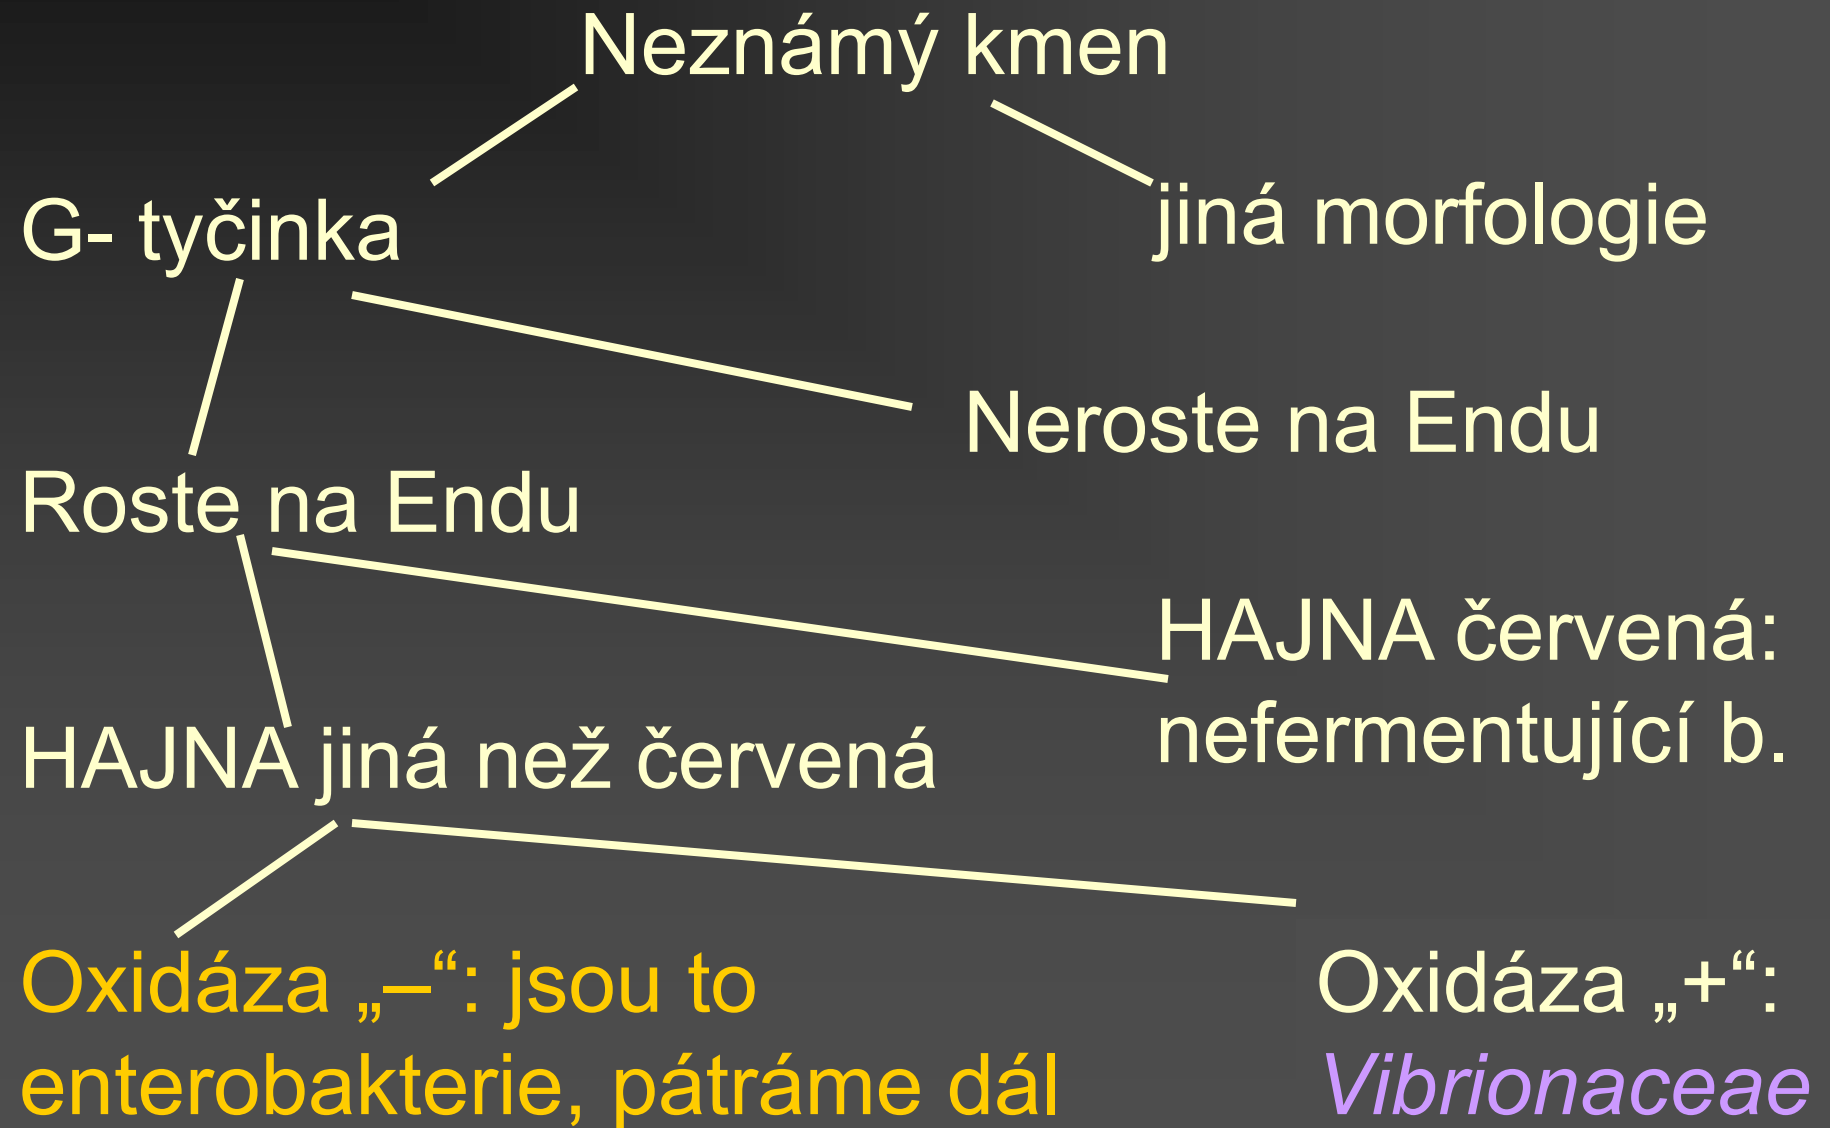 Neznámý kmen
G- tyčinka
jiná morfologie
Neroste na Endu
Roste na Endu
HAJNA červená:
nefermentující b.
HAJNA jiná než červená
Oxidáza „–“: jsou to
enterobakterie, pátráme dál
Oxidáza „+“:
Vibrionaceae